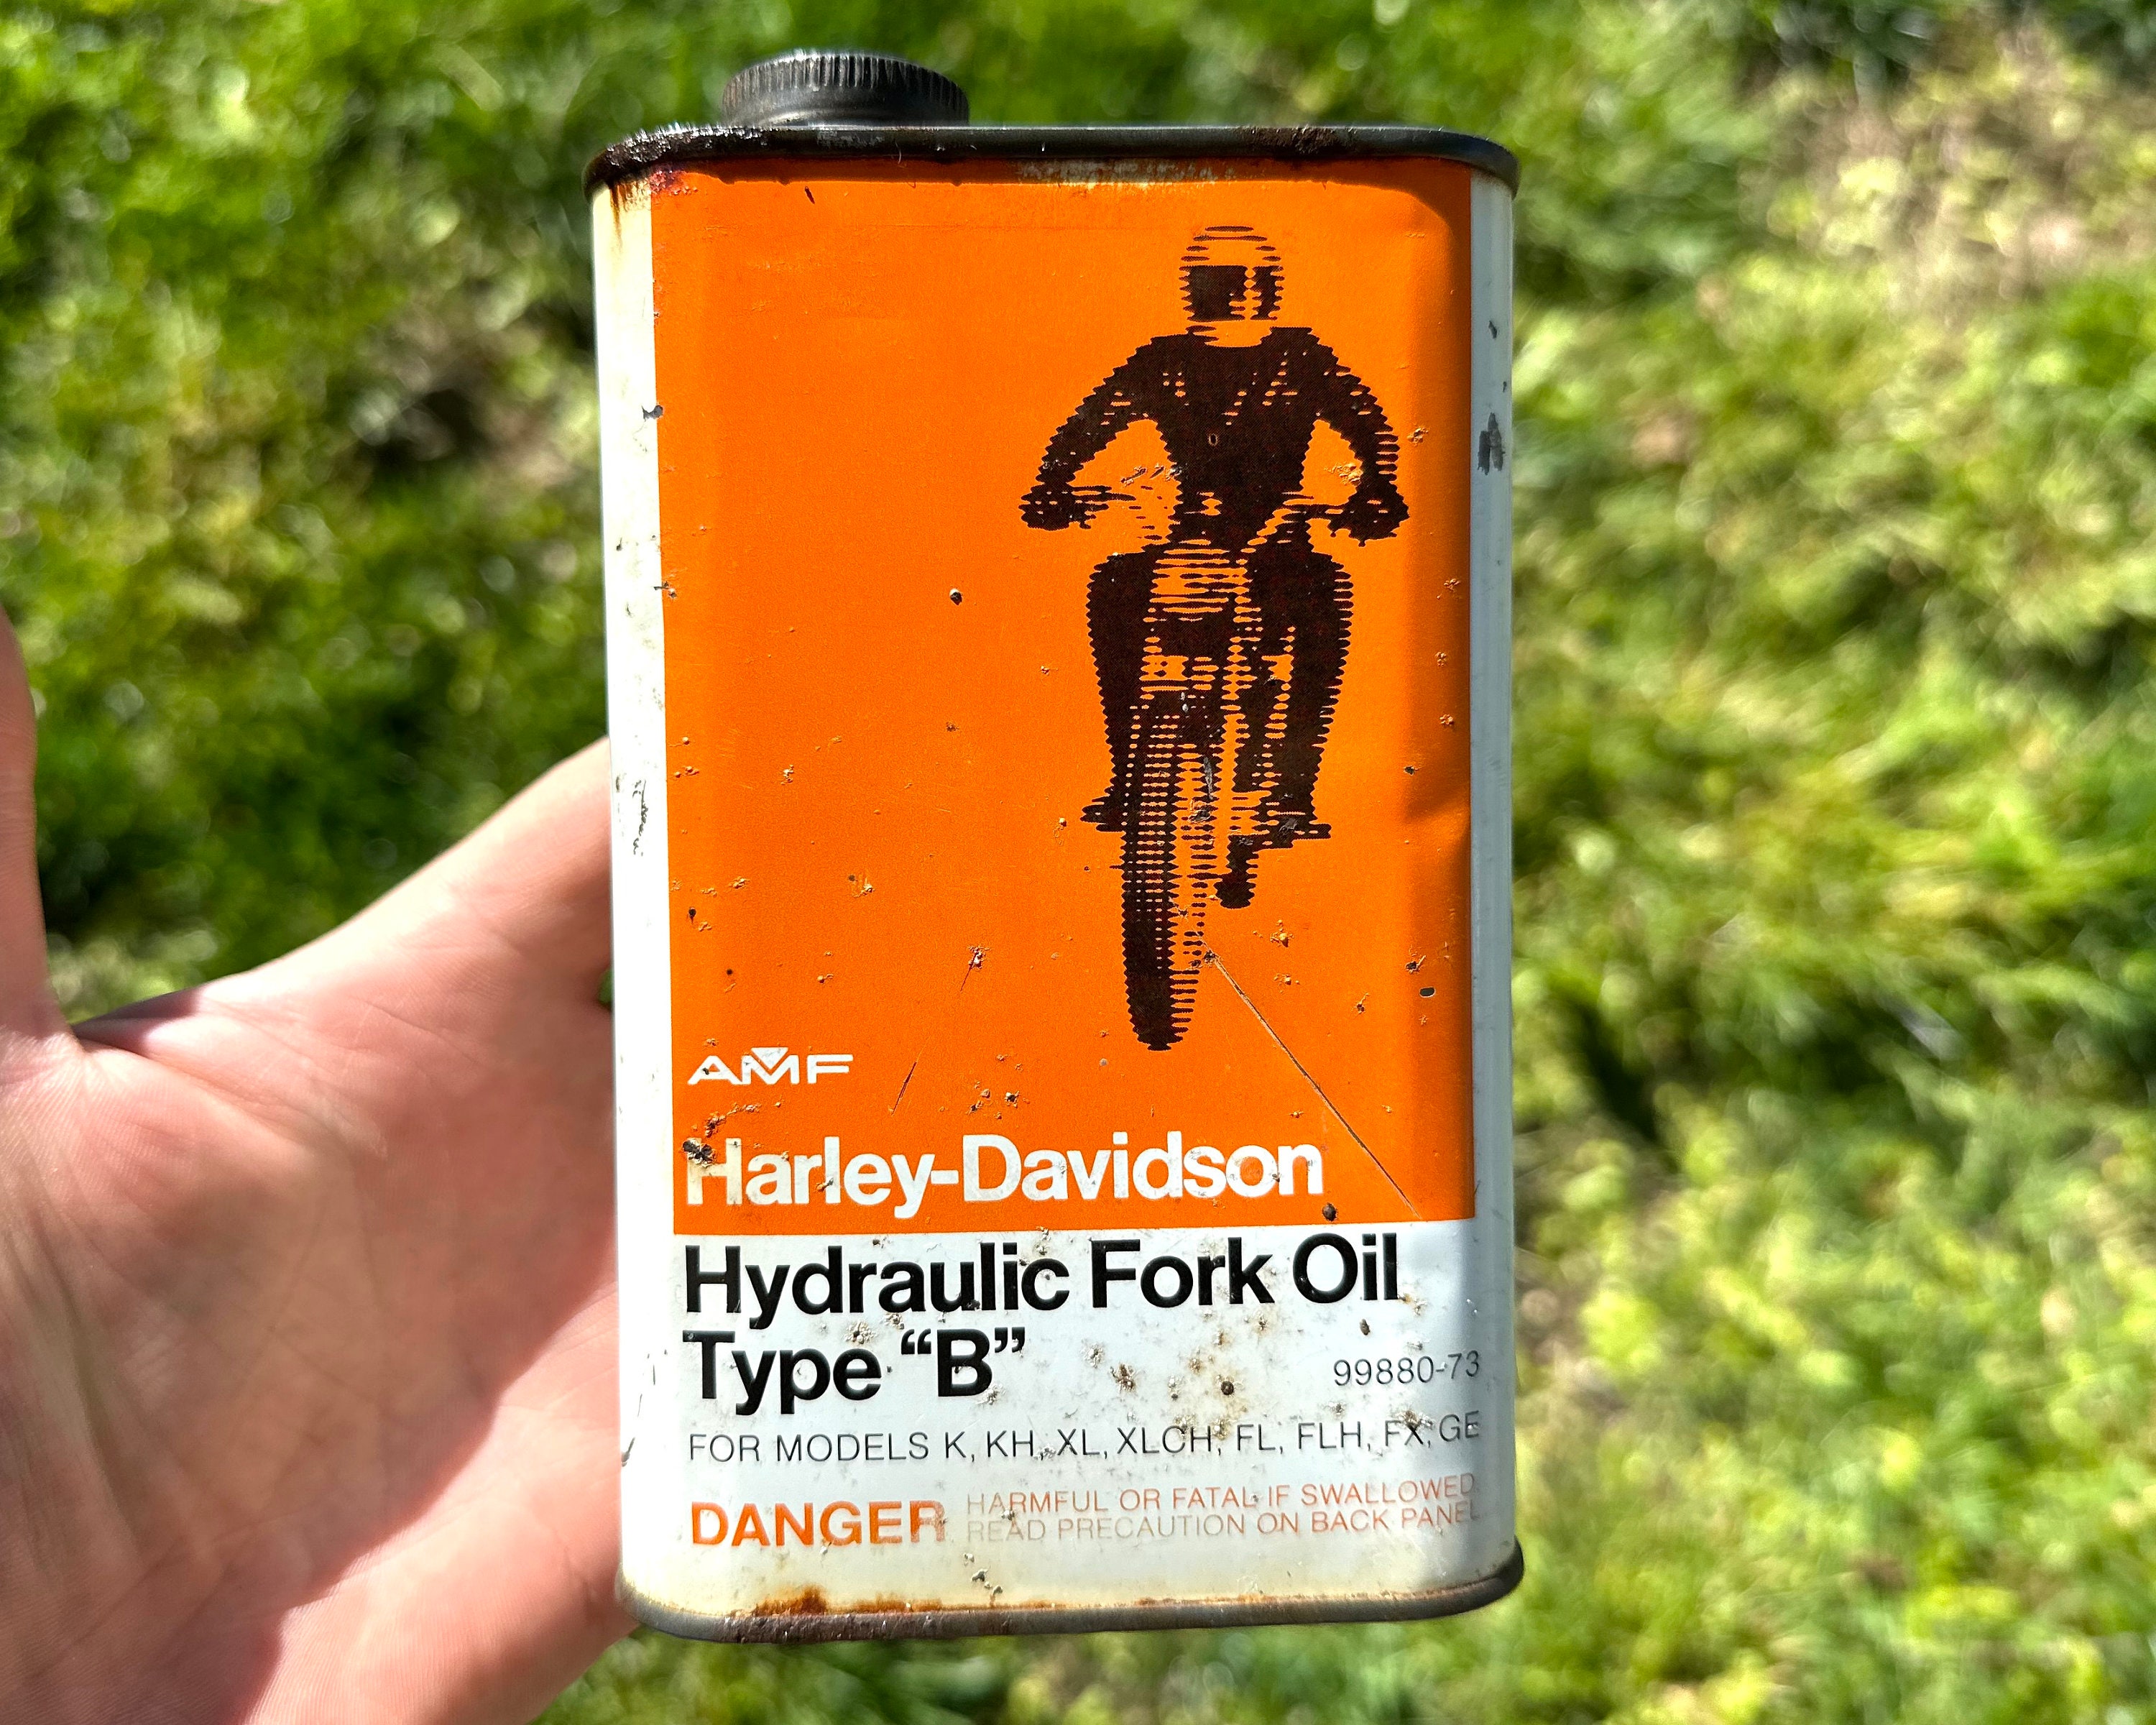 AMF
Harley-Davidson
Hydraulic Fork Oil
Type “B”
99880-73
FOR MODELS K, KH, XL, XLCH, FL, FLH, FX, GE
DANGER HARMFUL OR FATAL IF SWALLOWED
READ PRECAUTION ON BACK PANEL